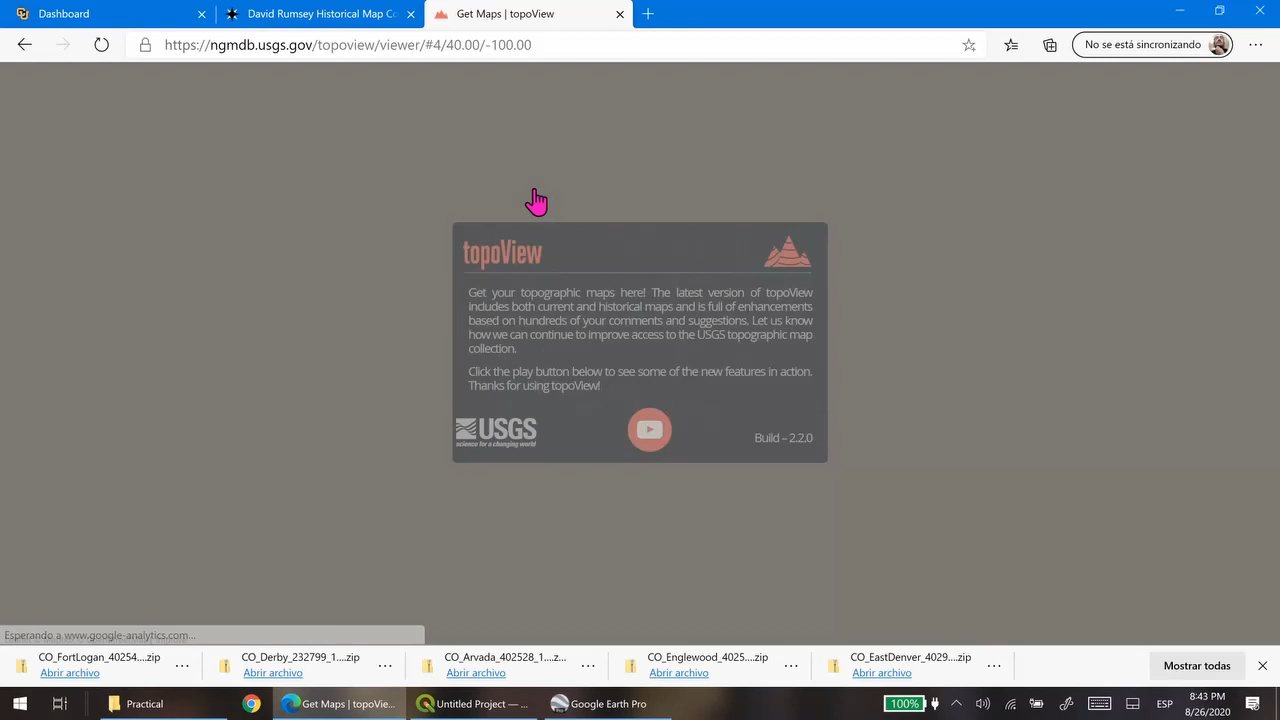 Dashboard
David Rumsey Historical Map Co
Get Maps | topoView
https://ngmdb.usgs.gov/topoview/viewer/#4/40.00/-100.00
No se está sincronizando
topoView
Get your topographic maps here! The latest version of topoView
includes both current and historical maps and is full of enhancements
based on hundreds of your comments and suggestions. Let us know
how we can continue to improve access to the USGS topographic map
collection.
Click the play button below to see some of the new features in action.
Thanks for using topoView!
USGS
science for a changing world
Build – 2.2.0
Esperando a www.google-analytics.com...
CO_FortLogan_40254....zip
Abrir archivo
CO_Derby_232799_1....zip
Abrir archivo
CO_Arvada_402528_1....z...
Abrir archivo
CO_Englewood_4025....zip
Abrir archivo
CO_EastDenver_4029....zip
Abrir archivo
Mostrar todas
Practical
Get Maps | topoVie...
Untitled Project — ...
Google Earth Pro
100%
ESP
8:43 PM
8/26/2020